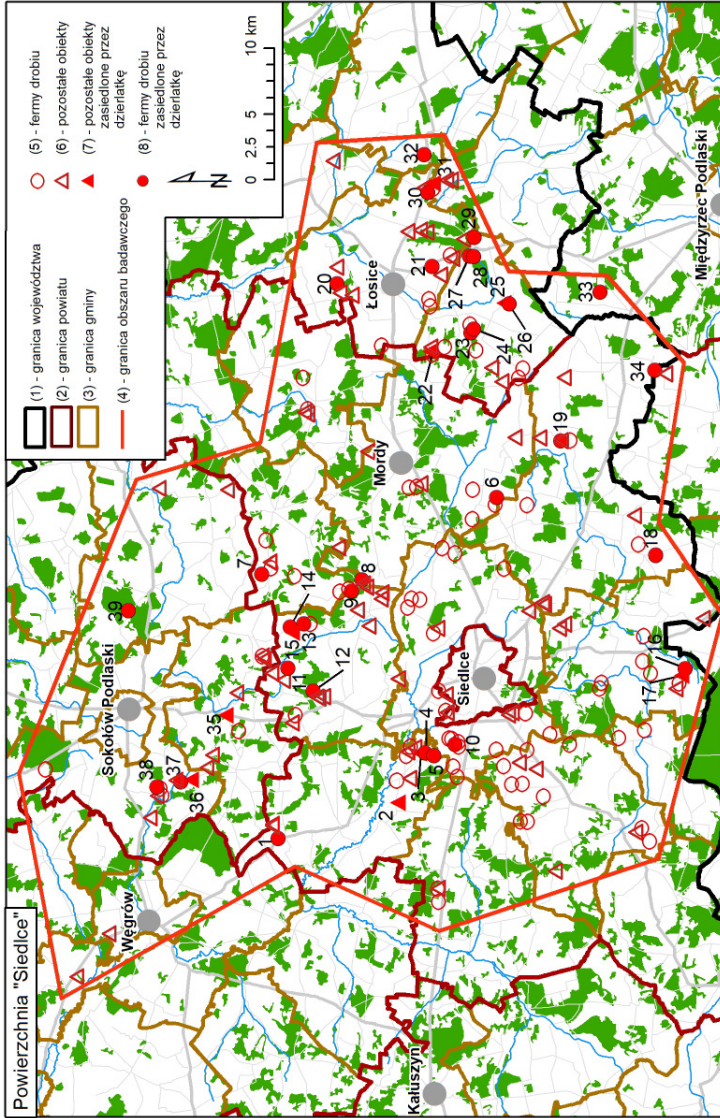 Powierzchnia "Siedlce"
(1) - granica województwa
(2) - granica powiatu
(3) - granica gminy
(4) - granica obszaru badawczego
(5) - fermy drobiu
(6) - pozostałe obiekty
(7) - pozostałe obiekty
zasiedlone przez
dzierlatkę
(8) - fermy drobiu
zasiedlone przez
dzierlatkę
N
0 2.5 5 10 km
Węgrów
Sokołów Podlaski
39
38
37
36
35
7
1
15
14
13
11
12
9
8
20
Łosice
32
30
31
21
29
28
27
22
23
24
25
26
Mordy
2
3
4
5
10
Siedlce
6
19
33
34
18
16
17
Kałuszyn
Międzyrzec Podlaski